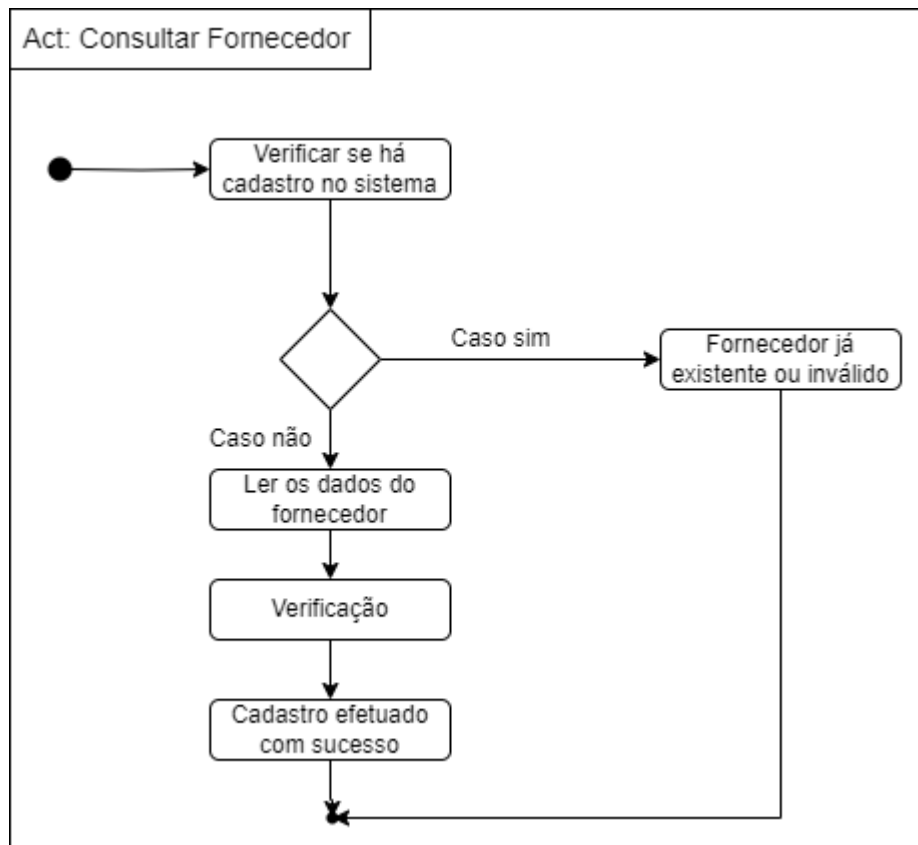 Act: Consultar Fornecedor
Verificar se há
cadastro no sistema
Caso sim
Fornecedor já
existente ou inválido
Caso não
Ler os dados do
fornecedor
Verificação
Cadastro efetuado
com sucesso